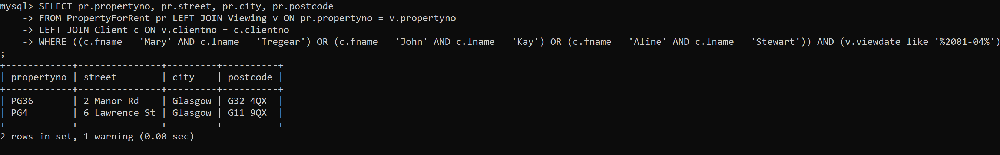 mysql> SELECT pr.propertyno, pr.street, pr.city, pr.postcode
    -> FROM PropertyForRent pr LEFT JOIN Viewing v ON pr.propertyno = v.propertyno
    -> LEFT JOIN Client c ON v.clientno = c.clientno
    -> WHERE ((c.fname = 'Mary' AND c.lname = 'Tregear') OR (c.fname = 'John' AND c.lname=  'Kay') OR (c.fname = 'Aline' AND c.lname = 'Stewart')) AND (v.viewdate like '%2001-04%')
;
+------------+---------------+---------+----------+
| propertyno | street        | city    | postcode |
+------------+---------------+---------+----------+
| PG36       | 2 Manor Rd    | Glasgow | G32 4QX  |
| PG4        | 6 Lawrence St | Glasgow | G11 9QX  |
+------------+---------------+---------+----------+
2 rows in set, 1 warning (0.00 sec)